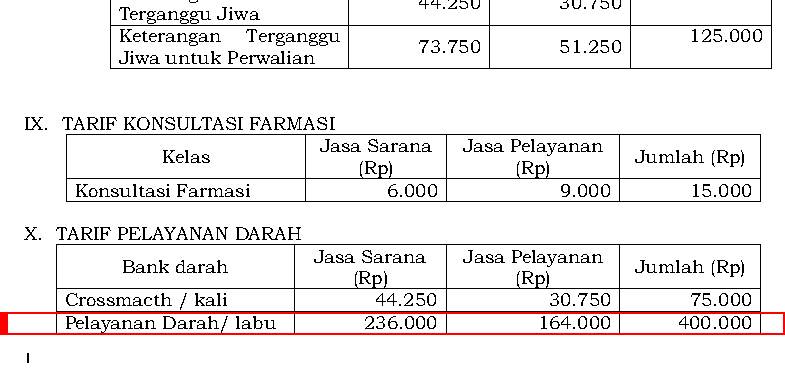 Terganggu Jiwa 44.250 30.750
Keterangan Terganggu
Jiwa untuk Perwalian 73.750 51.250 125.000
IX. TARIF KONSULTASI FARMASI
Kelas Jasa Sarana (Rp) Jasa Pelayanan (Rp) Jumlah (Rp)
Konsultasi Farmasi 6.000 9.000 15.000
X. TARIF PELAYANAN DARAH
Bank darah Jasa Sarana (Rp) Jasa Pelayanan (Rp) Jumlah (Rp)
Crossmacth / kali 44.250 30.750 75.000
Pelayanan Darah/ labu 236.000 164.000 400.000